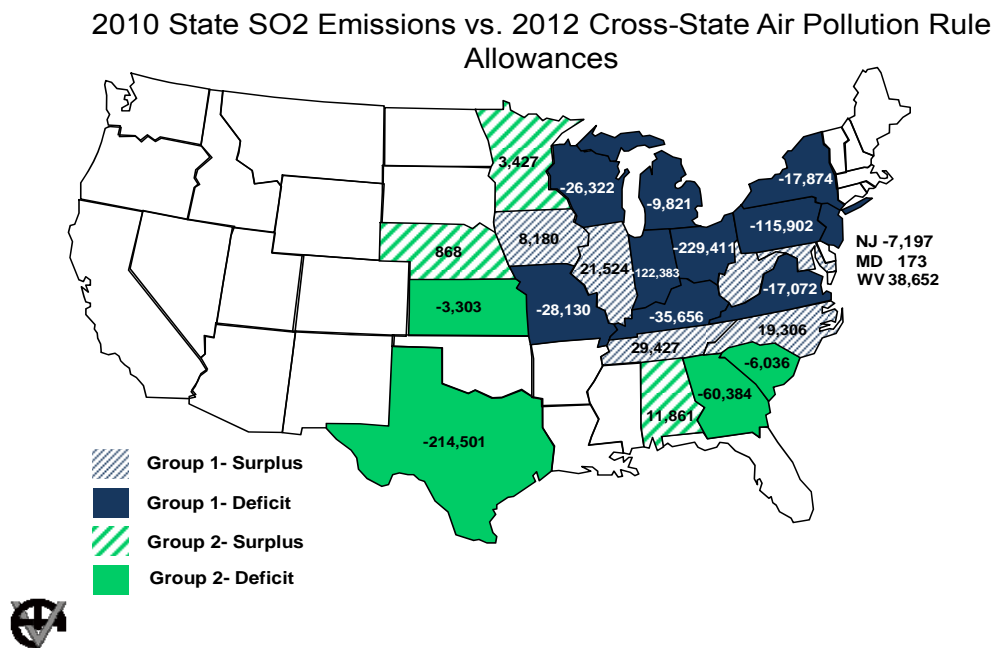 2010 State SO2 Emissions vs. 2012 Cross-State Air Pollution Rule
Allowances
3,427
-26,322
-9,821
-17,874
8,180
868
21,524
-122,383
-229,411
-115,902
NJ -7,197
MD 173
WV 38,652
-3,303
-28,130
-35,656
-17,072
29,427
19,306
-6,036
-60,384
11,861
-214,501
Group 1- Surplus
Group 1- Deficit
Group 2- Surplus
Group 2- Deficit